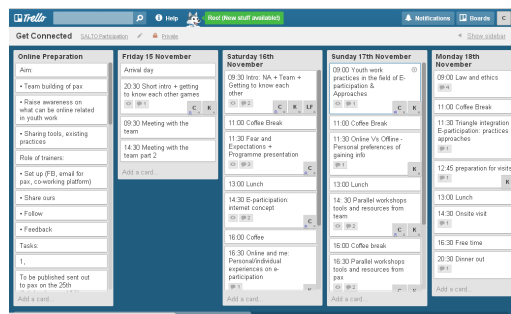 Trello
Help
Roo! (New stuff available!)
Notifications
Boards
C
Get Connected
SALTO Participation
Private
Show sidebar
Online Preparation
Aim:
• Team building of pax
• Raise awareness on
what can be online related
in youth work
• Sharing tools, existing
practices
Role of trainers:
• Set up (FB, email for
pax, co-working platform)
• Share ours
• Follow
• Feedback
Tasks:
1,
To be published sent out
to pax on the 25th
Add a card...
Friday 15 November
Arrival day
20:30 Short intro + getting
to know each other games
1
C K
09:30 Meeting with the
team
14:30 Meeting with the
team part 2
Add a card...
Saturday 16th
November
09:30 Intro: NA + Team +
Getting to know each
other
2
C K LF
11:00 Coffee Break
11:30 Fear and
Expectations +
Programme presentation
2
C
13:00 Lunch
14:30 E-participation:
internet concept
2
C
16:00 Coffee
16:30 Online and me:
Personal/individual
experiences on e-
participation
1
Add a card...
Sunday 17th November
09:00 Youth work
practices in the field of E-
participation &
Approaches
1
C K
11:00 Coffee Break
11:30 Online Vs Offline -
Personal preferences of
gaining info
1
K
13:00 Lunch
14: 30 Parallel workshops
tools and resources from
team
2
C K
16:00 Coffee break
16:30 Parallel workshops
tools and resources from
pax
2
Add a card...
Monday 18th
November
09:00 Law and ethics
4
11:00 Coffee Break
11:30 Triangle integration
E-participation: practices
approaches
1
12:45 preparation for visite
K
13:00 Lunch
14:30 Onsite visit
1
16:30 Free time
20:30 Dinner out
1
Add a card...